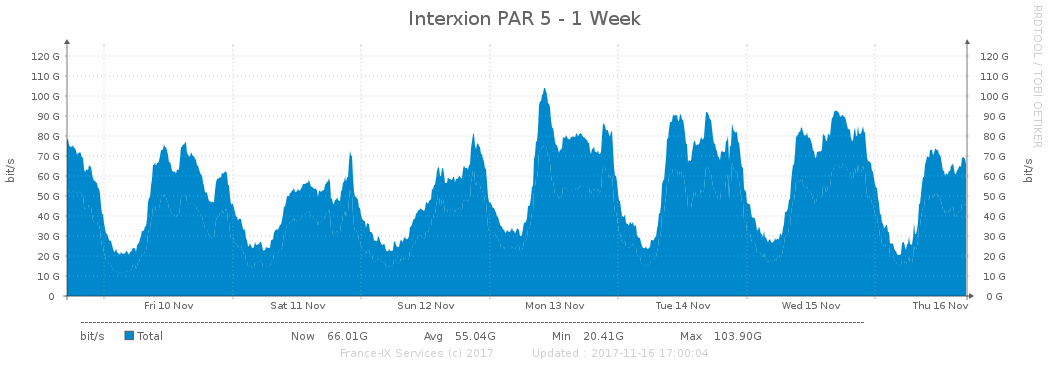 Interxion PAR 5 - 1 Week
RRDTOOL / TOBI OETIKER
bit/s
120 G
110 G
100 G
90 G
80 G
70 G
60 G
50 G
40 G
30 G
20 G
10 G
0
120 G
110 G
100 G
90 G
80 G
70 G
60 G
50 G
40 G
30 G
20 G
10 G
0 G
bit/s
Fri 10 Nov Sat 11 Nov Sun 12 Nov Mon 13 Nov Tue 14 Nov Wed 15 Nov Thu 16 Nov
bit/s Total Now 66.01G Avg 55.04G Min 20.41G Max 103.90G
France-IX Services (c) 2017 Updated : 2017-11-16 17:00:04